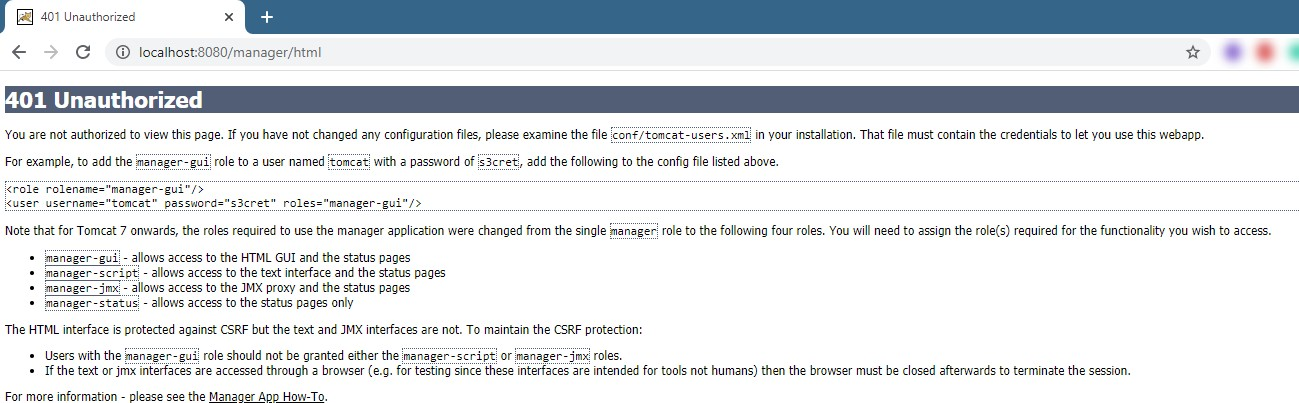 401 Unauthorized
localhost:8080/manager/html
401 Unauthorized
You are not authorized to view this page. If you have not changed any configuration files, please examine the file conf/tomcat-users.xml in your installation. That file must contain the credentials to let you use this webapp.
For example, to add the manager-gui role to a user named tomcat with a password of s3cret, add the following to the config file listed above.
<role rolename="manager-gui"/>
<user username="tomcat" password="s3cret" roles="manager-gui"/>
Note that for Tomcat 7 onwards, the roles required to use the manager application were changed from the single manager role to the following four roles. You will need to assign the role(s) required for the functionality you wish to access.
• manager-gui - allows access to the HTML GUI and the status pages
• manager-script - allows access to the text interface and the status pages
• manager-jmx - allows access to the JMX proxy and the status pages
• manager-status - allows access to the status pages only
The HTML interface is protected against CSRF but the text and JMX interfaces are not. To maintain the CSRF protection:
• Users with the manager-gui role should not be granted either the manager-script or manager-jmx roles.
• If the text or jmx interfaces are accessed through a browser (e.g. for testing since these interfaces are intended for tools not humans) then the browser must be closed afterwards to terminate the session.
For more information - please see the Manager App How-To.